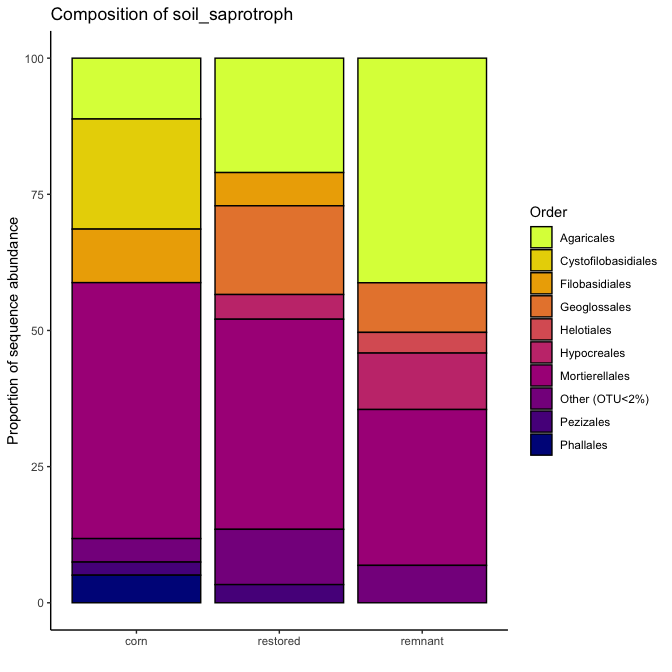 Composition of soil_saprotroph
Proportion of sequence abundance
100
75
50
25
0
corn
restored
remnant
Order
Agaricales
Cystofilobasidiales
Filobasidiales
Geoglossales
Helotiales
Hypocreales
Mortierellales
Other (OTU<2%)
Pezizales
Phallales